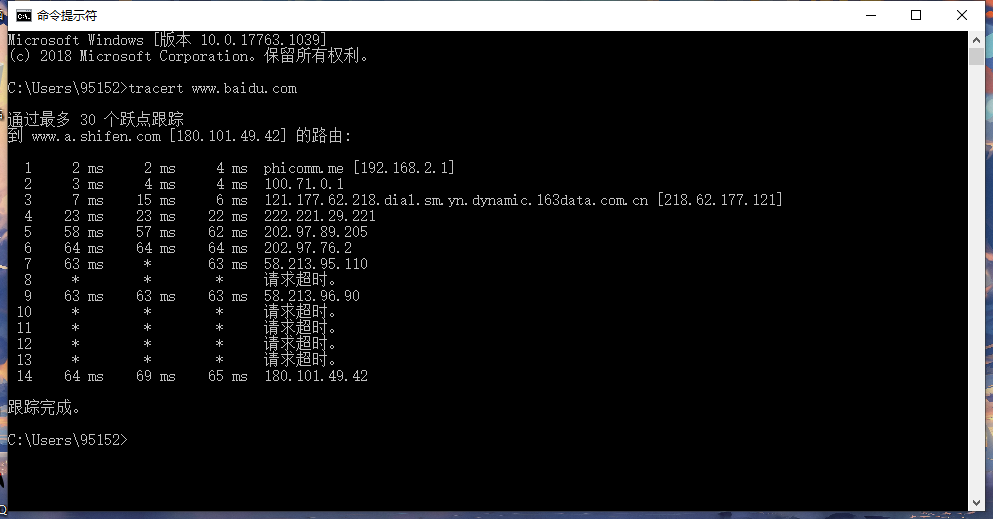 命令提示符
Microsoft Windows [版本 10.0.17763.1039]
(c) 2018 Microsoft Corporation。保留所有权利。
C:\Users\95152>tracert www.baidu.com
通过最多 30 个跃点跟踪
到 www.a.shifen.com [180.101.49.42] 的路由:
1 2 ms 2 ms 4 ms phicomm.me [192.168.2.1]
2 3 ms 4 ms 4 ms 100.71.0.1
3 7 ms 15 ms 6 ms 121.177.62.218.dial.sm.yn.dynamic.163data.com.cn [218.62.177.121]
4 23 ms 23 ms 22 ms 222.221.29.221
5 58 ms 57 ms 62 ms 202.97.89.205
6 64 ms 64 ms 64 ms 202.97.76.2
7 63 ms * 63 ms 58.213.95.110
8 * * * 请求超时。
9 63 ms 63 ms 63 ms 58.213.96.90
10 * * * 请求超时。
11 * * * 请求超时。
12 * * * 请求超时。
13 * * * 请求超时。
14 64 ms 69 ms 65 ms 180.101.49.42
跟踪完成。
C:\Users\95152>